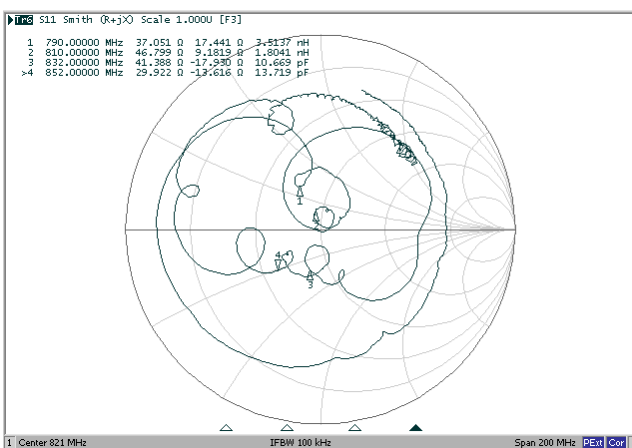 Tr6 S11 Smith (R+jX) Scale 1.000U [F3]
1 790.00000 MHz 37.051 Ω 17.441 Ω 3.5137 nH
2 810.00000 MHz 46.799 Ω 9.1819 Ω 1.8041 nH
3 832.00000 MHz 41.388 Ω -17.930 Ω 10.669 pF
>4 852.00000 MHz 29.922 Ω -13.616 Ω 13.719 pF
1
4
3
1 Center 821 MHz IFBW 100 kHz Span 200 MHz PExt Cor